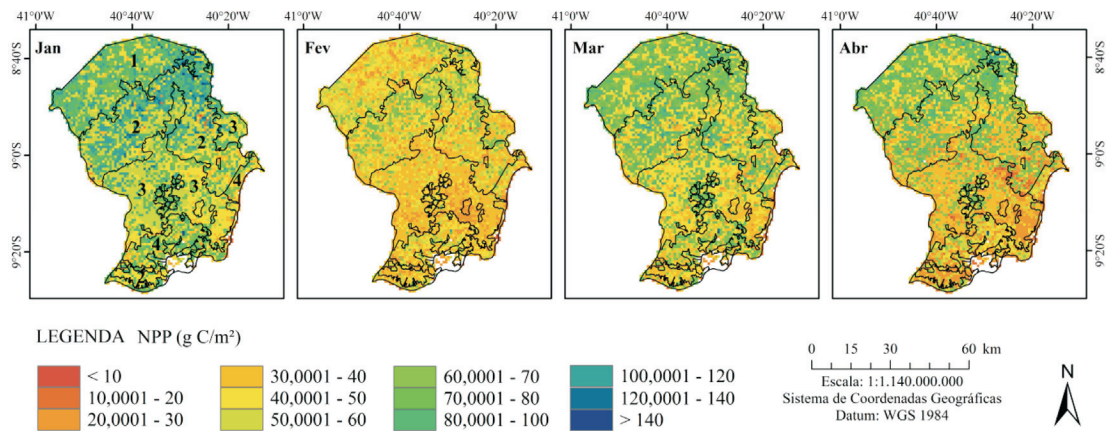 41°W 40°40'W 40°20'W 41°W 40°40'W 40°20'W 41°W 40°40'W 40°20'W 41°W 40°40'W 40°20'W
Jan
Fev
Mar
Abr
8°40'S
9°0'S
9°20'S
8°40'S
9°0'S
9°20'S
1
2
2
3
3
3
4
4
2
LEGENDA NPP (g C/m²)
< 10
10,0001 - 20
20,0001 - 30
30,0001 - 40
40,0001 - 50
50,0001 - 60
60,0001 - 70
70,0001 - 80
80,0001 - 100
100,0001 - 120
120,0001 - 140
> 140
0 15 30 60 km
Escala: 1:1.140.000.000
Sistema de Coordenadas Geográficas
Datum: WGS 1984
N